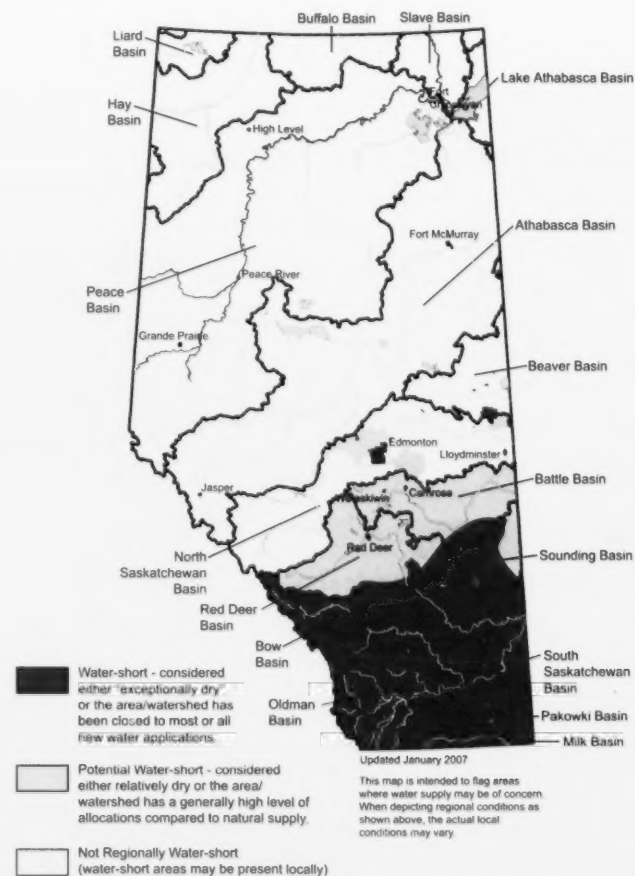 Buffalo Basin
Slave Basin
Liard
Basin
Lake Athabasca Basin
Fort
Hay
Basin
High Level
Athabasca Basin
Fort McMurray
Peace River
Peace
Basin
Grande Prairie
Beaver Basin
Edmonton
Lloydminster
Battle Basin
Jasper
Camrose
North
Saskatchewan
Basin
Red Deer
Sounding Basin
Red Deer
Basin
Bow
Basin
South
Saskatchewan
Basin
Oldman
Basin
Pakowki Basin
Milk Basin
Water-short - considered
either exceptionally dry
or the area/watershed has
been closed to most or all
new water applications.
Potential Water-short - considered
either relatively dry or the area/
watershed has a generally high level of
allocations compared to natural supply.
Not Regionally Water-short
(water-short areas may be present locally)
Updated January 2007
This map is intended to flag areas
where water supply may be of concern.
When depicting regional conditions as
shown above, the actual local
conditions may vary.